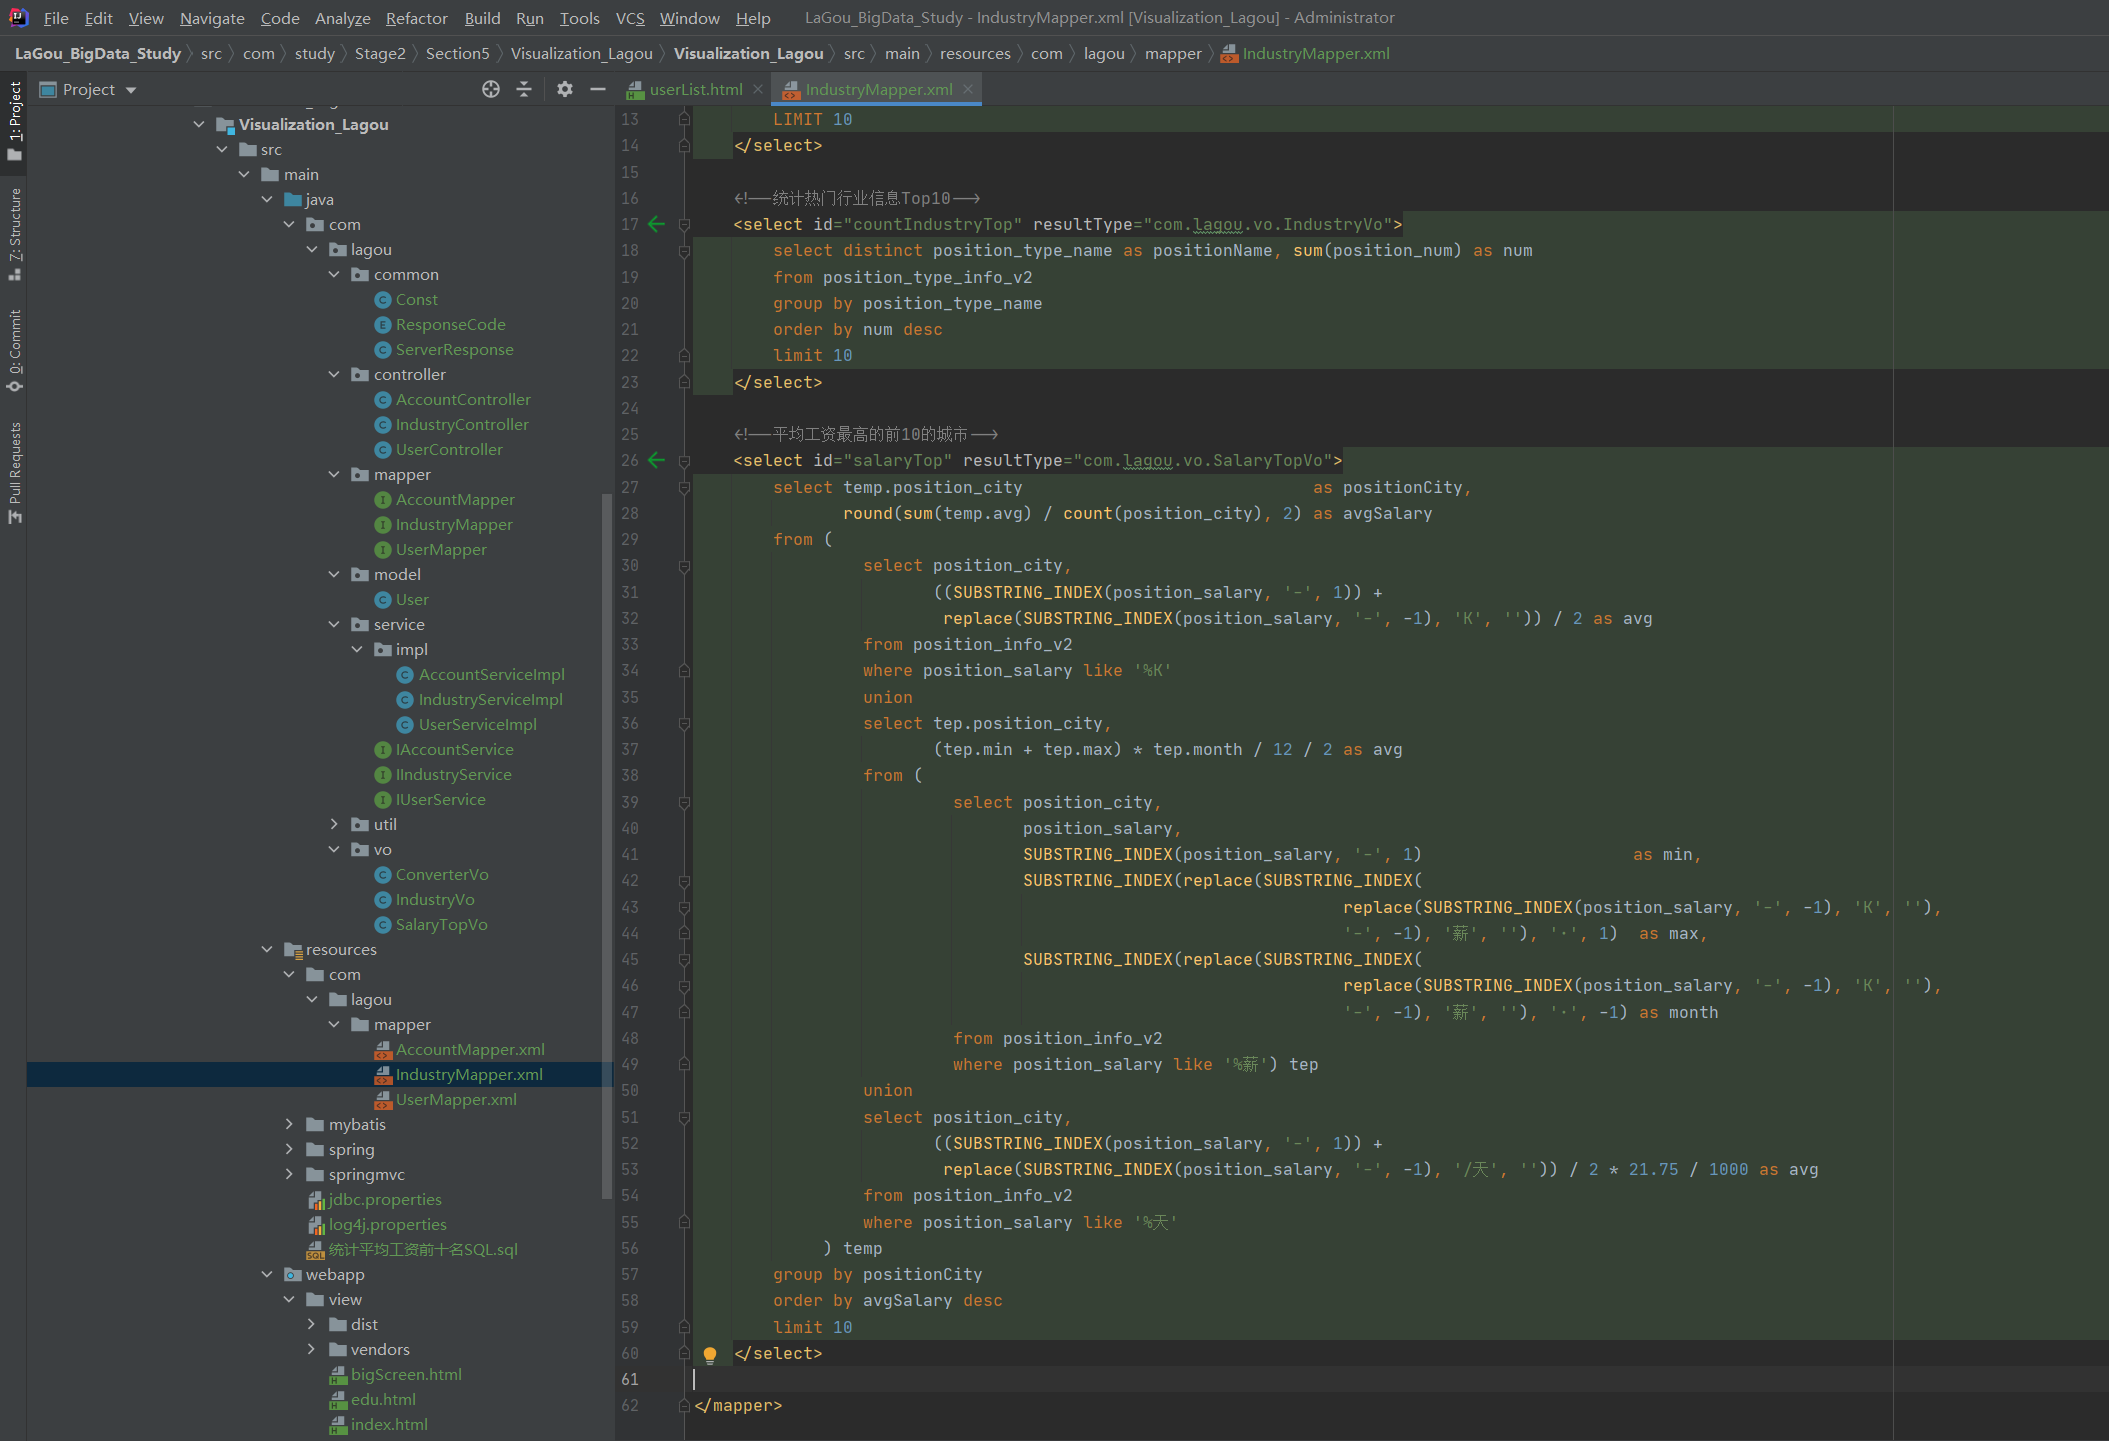 File Edit View Navigate Code Analyze Refactor Build Run Tools VCS Window Help LaGou_BigData_Study - IndustryMapper.xml [Visualization_Lagou] - Administrator
LaGou_BigData_Study src com study Stage2 Section5 Visualization_Lagou Visualization_Lagou src main resources com lagou mapper IndustryMapper.xml
Project
userList.html
IndustryMapper.xml
1: Project
7: Structure
0: Commit
Pull Requests
Visualization_Lagou
src
main
java
com
lagou
common
Const
ResponseCode
ServerResponse
controller
AccountController
IndustryController
UserController
mapper
AccountMapper
IndustryMapper
UserMapper
model
User
service
impl
AccountServiceImpl
IndustryServiceImpl
UserServiceImpl
IAccountService
IIndustryService
IUserService
util
vo
ConverterVo
IndustryVo
SalaryTopVo
resources
com
lagou
mapper
AccountMapper.xml
IndustryMapper.xml
UserMapper.xml
mybatis
spring
springmvc
jdbc.properties
log4j.properties
统计平均工资前十名SQL.sql
webapp
view
dist
vendors
bigScreen.html
edu.html
index.html
13 LIMIT 10
14 </select>
15
16 <!--统计热门行业信息Top10-->
17 <select id="countIndustryTop" resultType="com.lagou.vo.IndustryVo">
18 select distinct position_type_name as positionName, sum(position_num) as num
19 from position_type_info_v2
20 group by position_type_name
21 order by num desc
22 limit 10
23 </select>
24
25 <!--平均工资最高的前10的城市-->
26 <select id="salaryTop" resultType="com.lagou.vo.SalaryTopVo">
27 select temp.position_city as positionCity,
28 round(sum(temp.avg) / count(position_city), 2) as avgSalary
29 from (
30 select position_city,
31 ((SUBSTRING_INDEX(position_salary, '-', 1)) +
32 replace(SUBSTRING_INDEX(position_salary, '-', -1), 'K', '')) / 2 as avg
33 from position_info_v2
34 where position_salary like '%K'
35 union
36 select tep.position_city,
37 (tep.min + tep.max) * tep.month / 12 / 2 as avg
38 from (
39 select position_city,
40 position_salary,
41 SUBSTRING_INDEX(position_salary, '-', 1) as min,
42 SUBSTRING_INDEX(replace(SUBSTRING_INDEX(
43 replace(SUBSTRING_INDEX(position_salary, '-', -1), 'K', ''),
44 '-', -1), '薪', ''), '·', 1) as max,
45 SUBSTRING_INDEX(replace(SUBSTRING_INDEX(
46 replace(SUBSTRING_INDEX(position_salary, '-', -1), 'K', ''),
47 '-', -1), '薪', ''), '·', -1) as month
48 from position_info_v2
49 where position_salary like '%薪') tep
50 union
51 select position_city,
52 ((SUBSTRING_INDEX(position_salary, '-', 1)) +
53 replace(SUBSTRING_INDEX(position_salary, '-', -1), '/天', '')) / 2 * 21.75 / 1000 as avg
54 from position_info_v2
55 where position_salary like '%天'
56 ) temp
57 group by positionCity
58 order by avgSalary desc
59 limit 10
60 </select>
61
62 </mapper>